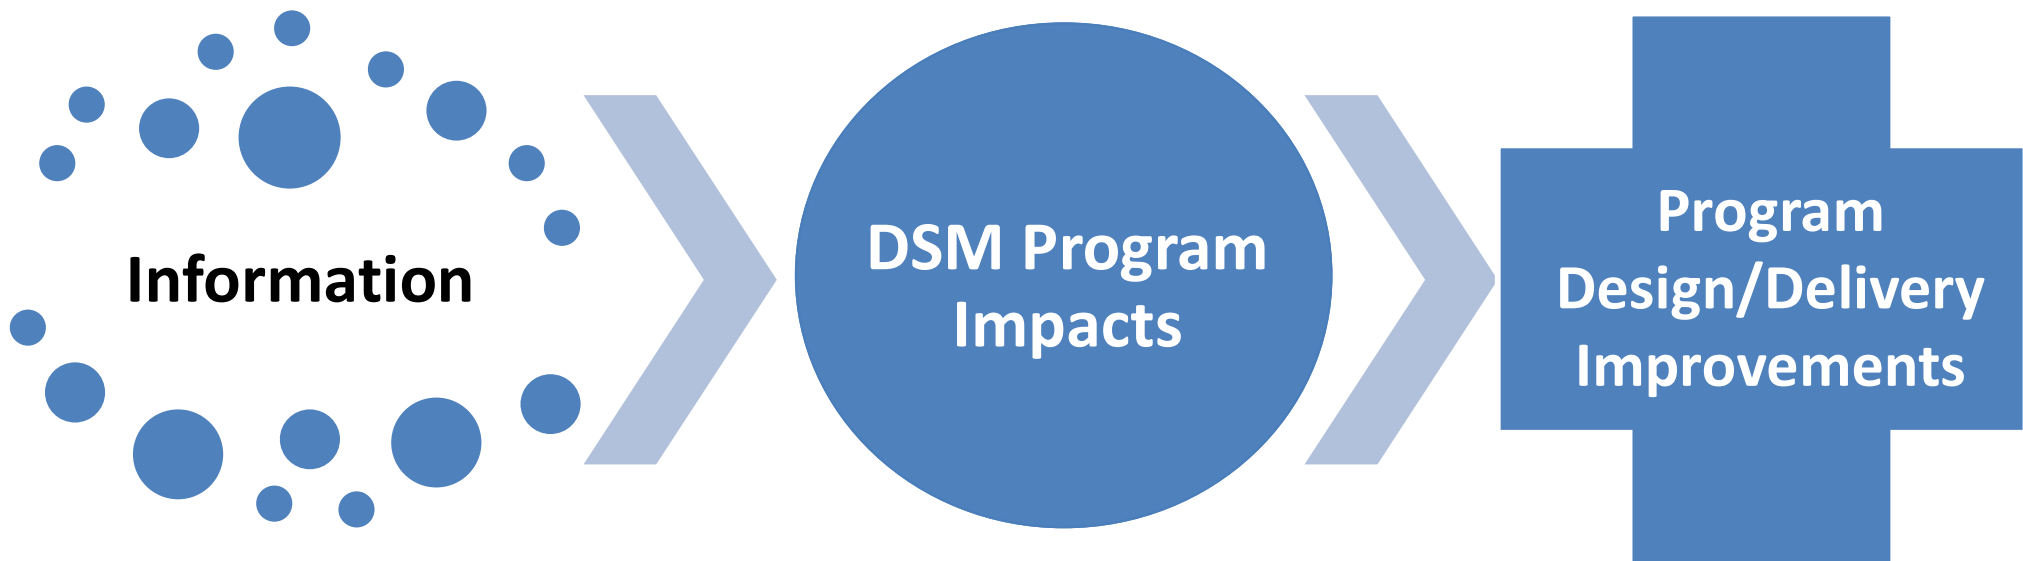 Information
DSM Program
Impacts
Program
Design/Delivery
Improvements